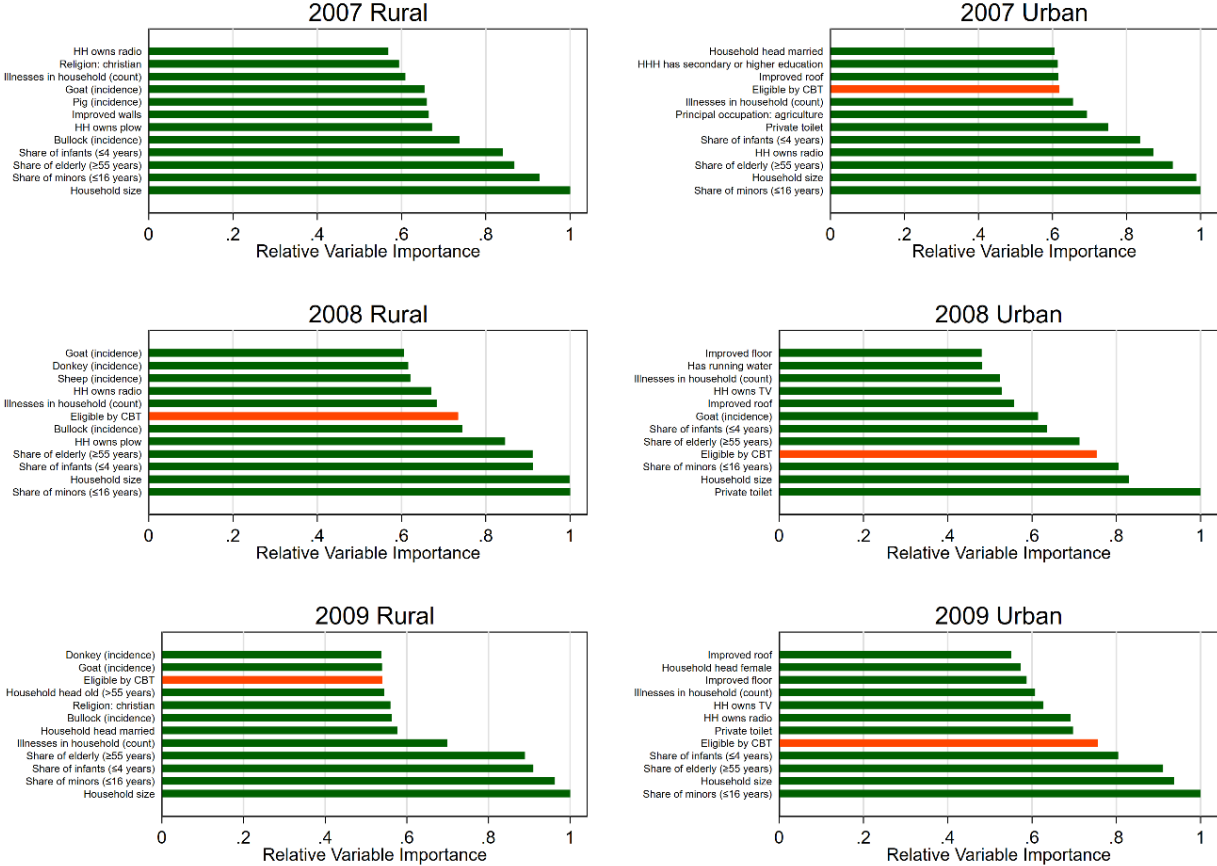 2007 Rural
HH owns radio
Religion: christian
Illnesses in household (count)
Goat (incidence)
Pig (incidence)
Improved walls
HH owns plow
Bullock (incidence)
Share of infants (≤4 years)
Share of elderly (≥55 years)
Share of minors (≤16 years)
Household size
0 .2 .4 .6 .8 1
Relative Variable Importance
2007 Urban
Household head married
HHH has secondary or higher education
Improved roof
Eligible by CBT
Illnesses in household (count)
Principal occupation: agriculture
Private toilet
Share of infants (≤4 years)
HH owns radio
Share of elderly (≥55 years)
Household size
Share of minors (≤16 years)
0 .2 .4 .6 .8 1
Relative Variable Importance
2008 Rural
Goat (incidence)
Donkey (incidence)
Sheep (incidence)
HH owns radio
Illnesses in household (count)
Eligible by CBT
Bullock (incidence)
HH owns plow
Share of elderly (≥55 years)
Share of infants (≤4 years)
Household size
Share of minors (≤16 years)
0 .2 .4 .6 .8 1
Relative Variable Importance
2008 Urban
Improved floor
Has running water
Illnesses in household (count)
HH owns TV
Improved roof
Goat (incidence)
Share of infants (≤4 years)
Share of elderly (≥55 years)
Eligible by CBT
Share of minors (≤16 years)
Household size
Private toilet
0 .2 .4 .6 .8 1
Relative Variable Importance
2009 Rural
Donkey (incidence)
Goat (incidence)
Eligible by CBT
Household head old (>55 years)
Religion: christian
Bullock (incidence)
Household head married
Illnesses in household (count)
Share of elderly (≥55 years)
Share of infants (≤4 years)
Share of minors (≤16 years)
Household size
0 .2 .4 .6 .8 1
Relative Variable Importance
2009 Urban
Improved roof
Household head female
Improved floor
Illnesses in household (count)
HH owns TV
HH owns radio
Private toilet
Eligible by CBT
Share of infants (≤4 years)
Share of elderly (≥55 years)
Household size
Share of minors (≤16 years)
0 .2 .4 .6 .8 1
Relative Variable Importance